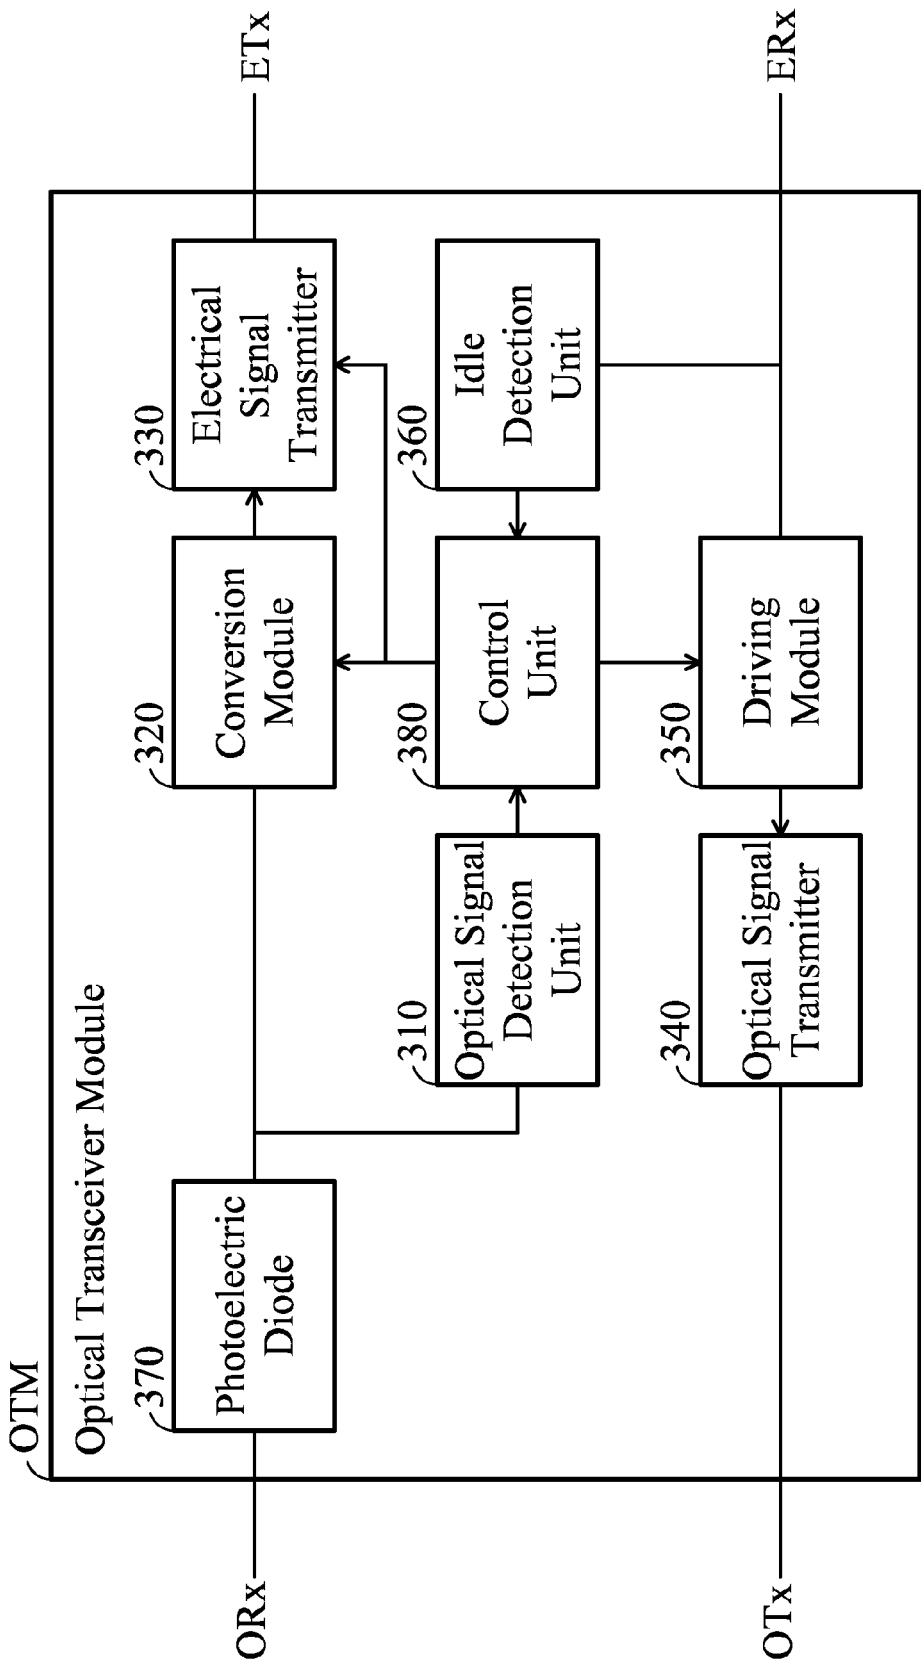 OTM
Optical Transceiver Module
ORx
370
Photoelectric
Diode
320
Conversion
Module
330
Electrical
Signal
Transmitter
ETx
310
Optical Signal
Detection
Unit
380
Control
Unit
360
Idle
Detection
Unit
OTx
340
Optical Signal
Transmitter
350
Driving
Module
ERx